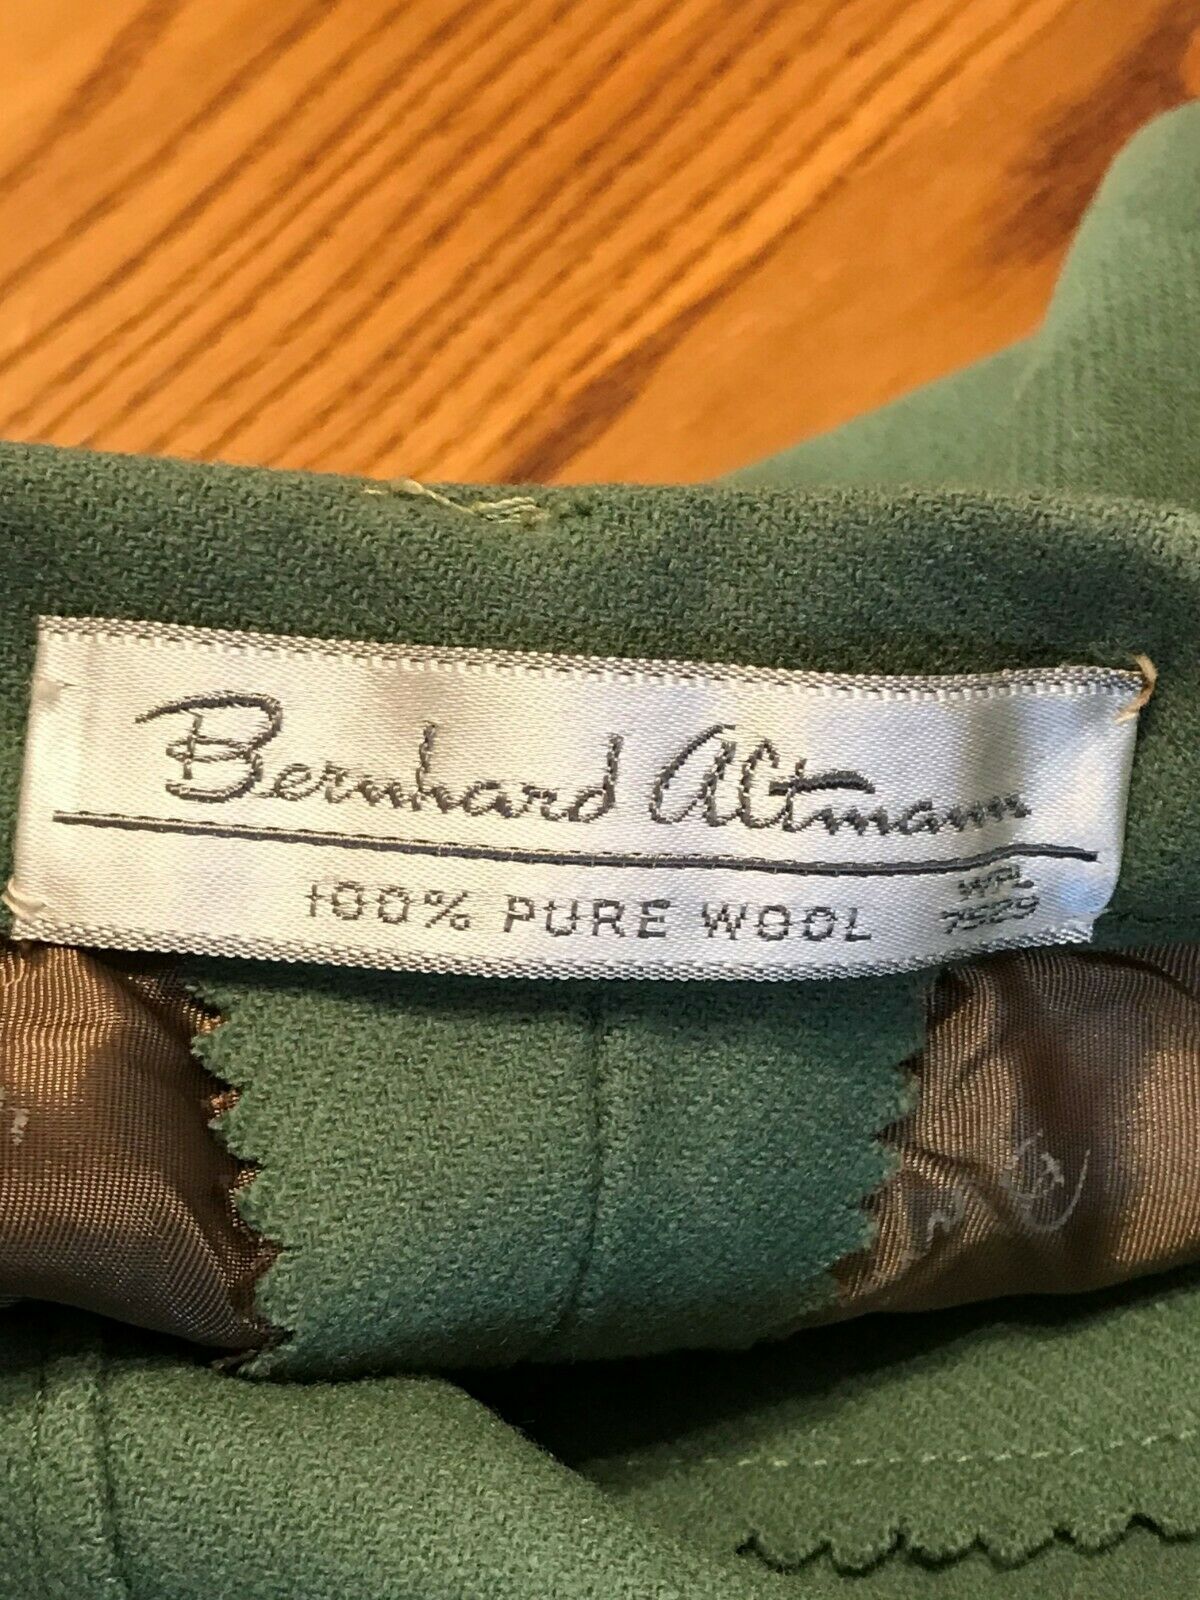 Bernhard Altmann
100% PURE WOOL
WPL
7529